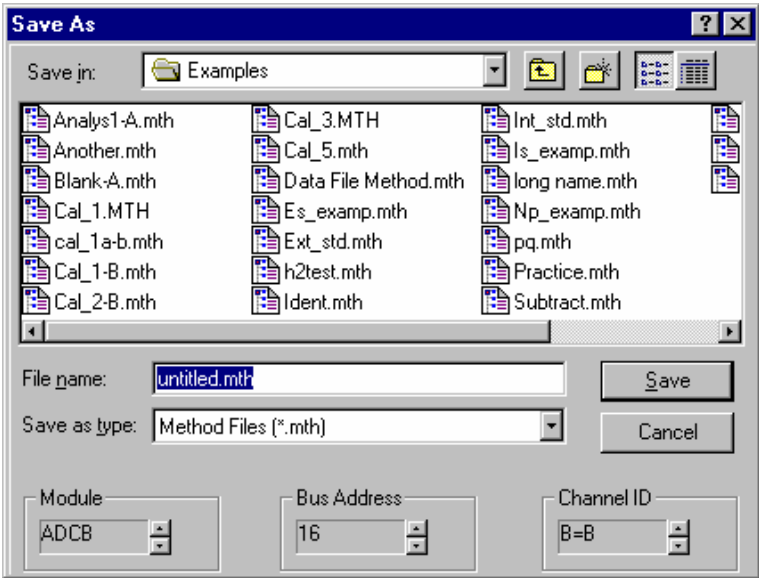 Save As
Save in: Examples
Analys1-A.mth Cal_3.MTH Int_std.mth
Another.mth Cal_5.mth Is_examp.mth
Blank-A.mth Data File Method.mth long name.mth
Cal_1.MTH Es_examp.mth Np_examp.mth
cal_1a-b.mth Ext_std.mth pq.mth
Cal_1-B.mth h2test.mth Practice.mth
Cal_2-B.mth Ident.mth Subtract.mth
File name: untitled.mth Save
Save as type: Method Files (*.mth) Cancel
Module Bus Address Channel ID
ADCB 16 B=B